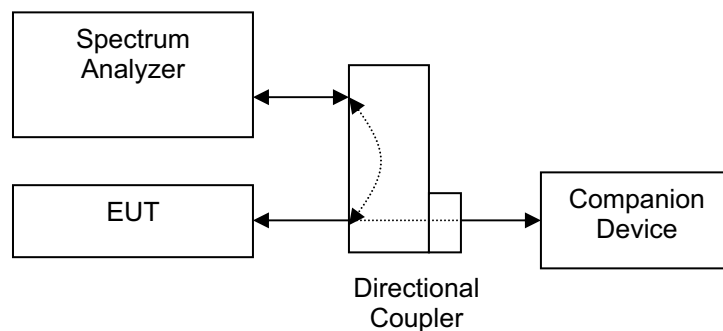 Spectrum
Analyzer
EUT
Companion
Device
Directional
Coupler